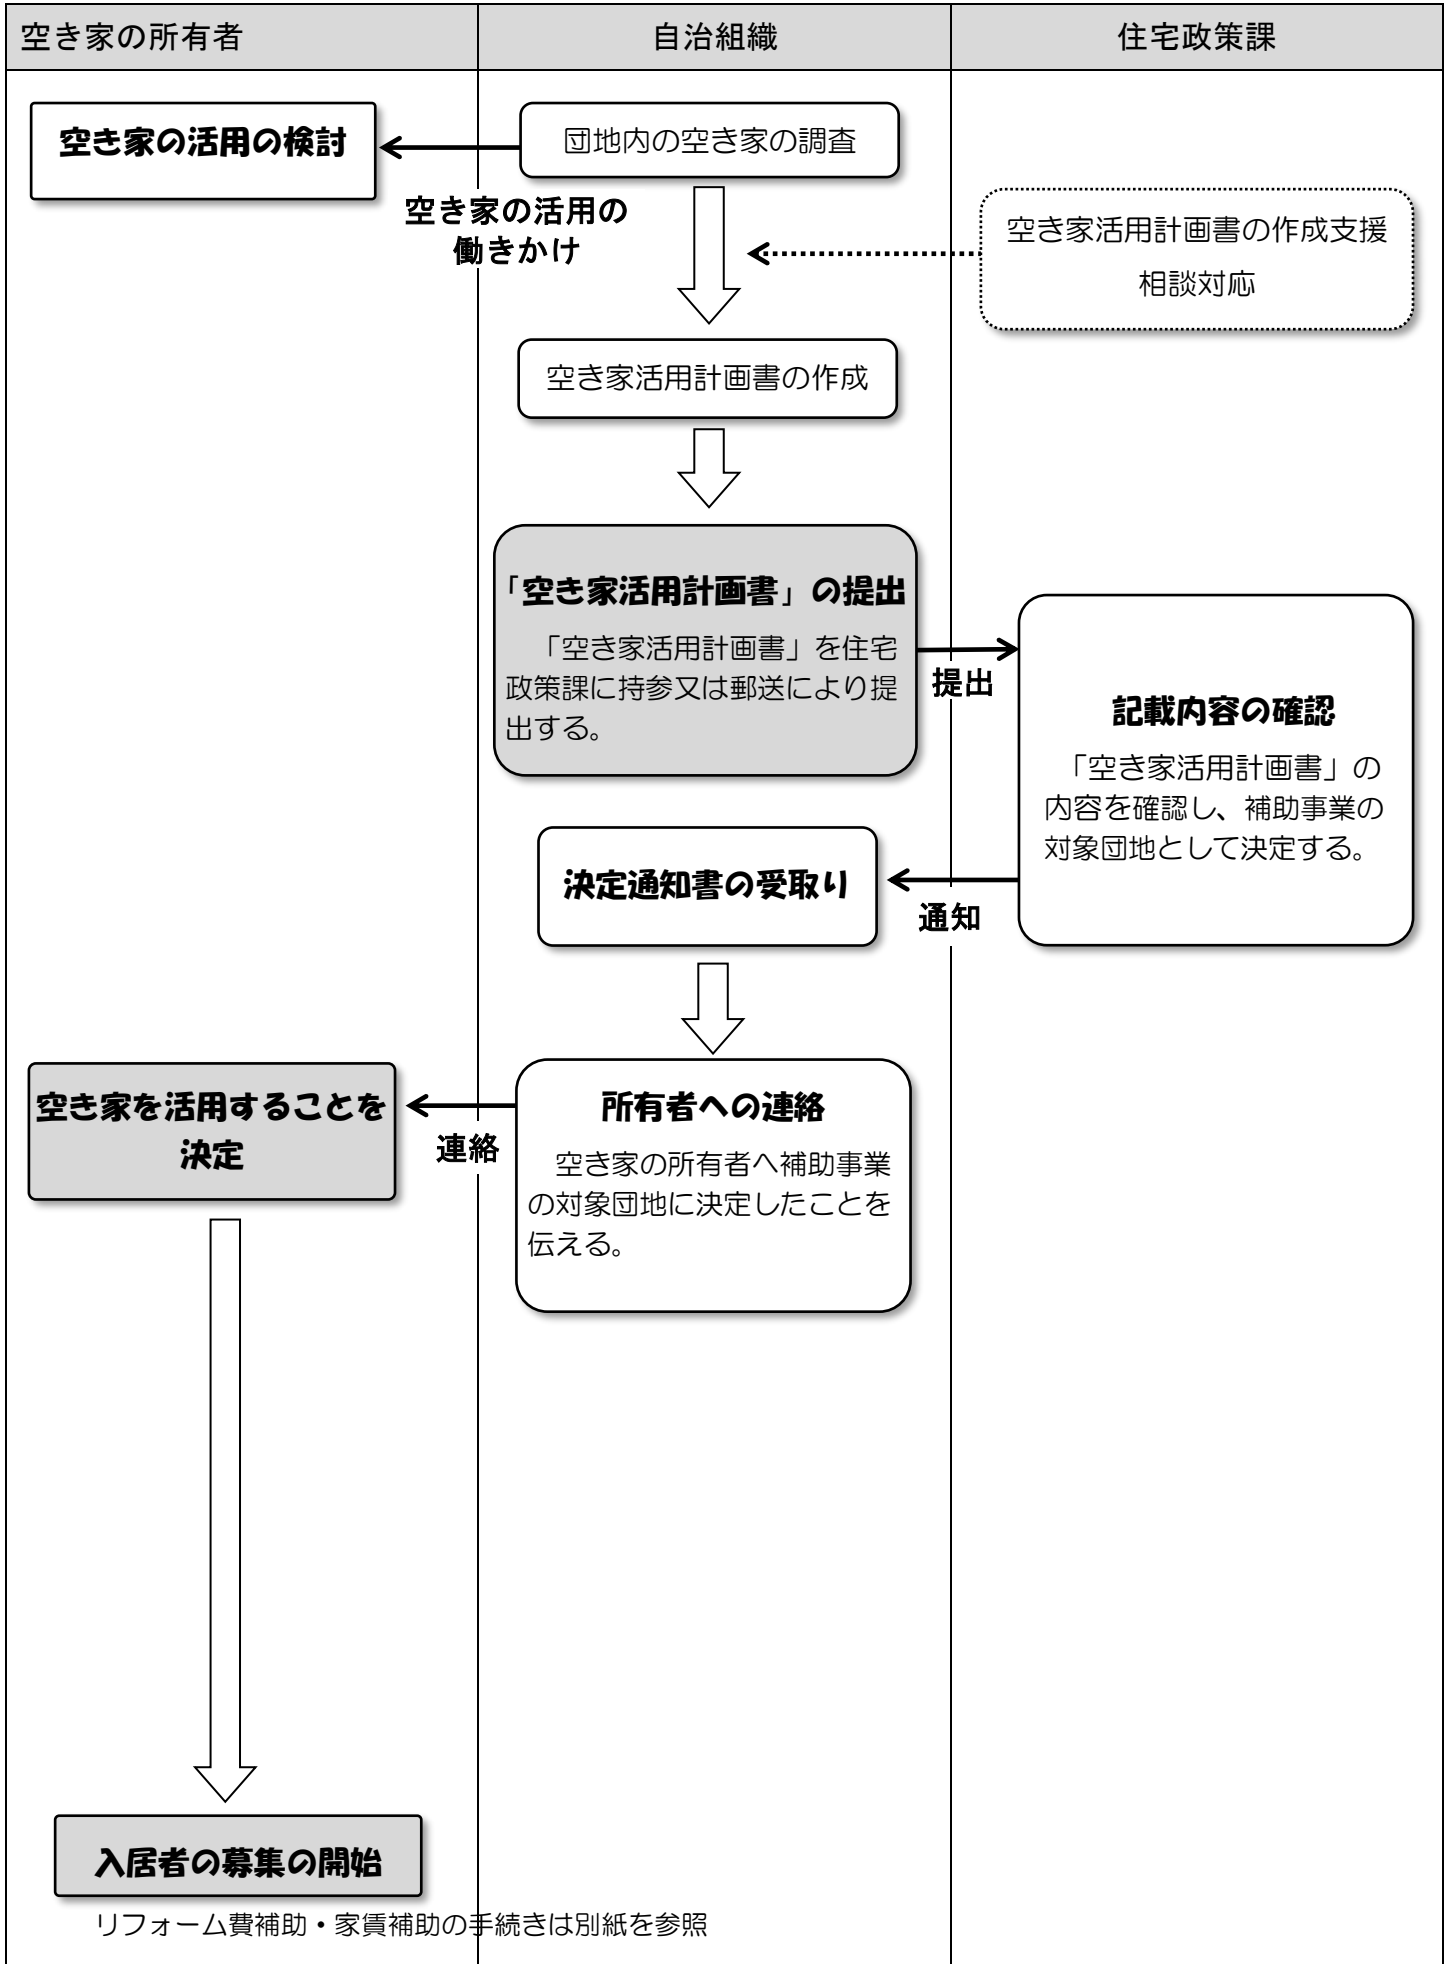 空き家の所有者
自治組織
住宅政策課
空き家の活用の検討
団地内の空き家の調査
空き家の活用の
働きかけ
空き家活用計画書の作成支援
相談対応
空き家活用計画書の作成
「空き家活用計画書」の提出
「空き家活用計画書」を住宅
政策課に持参又は郵送により提
出する。
提出
記載内容の確認
「空き家活用計画書」の
内容を確認し、補助事業の
対象団地として決定する。
決定通知書の受取り
通知
空き家を活用することを
決定
連絡
所有者への連絡
空き家の所有者へ補助事業
の対象団地に決定したことを
伝える。
入居者の募集の開始
リフォーム費補助・家賃補助の手続きは別紙を参照